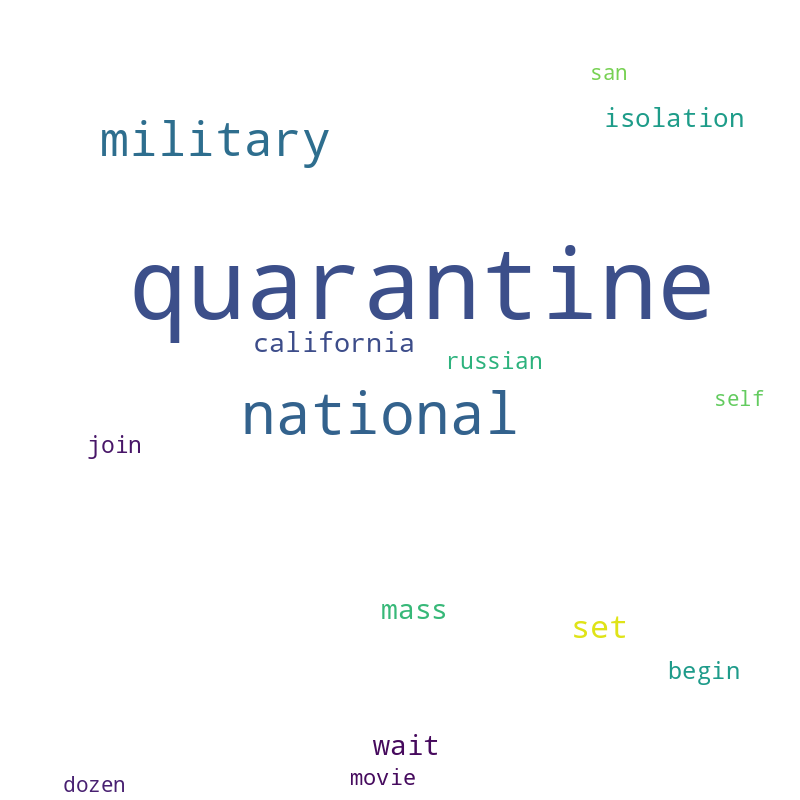 san
isolation
military
quarantine
california
russian
national
self
join
mass
set
begin
wait
movie
dozen